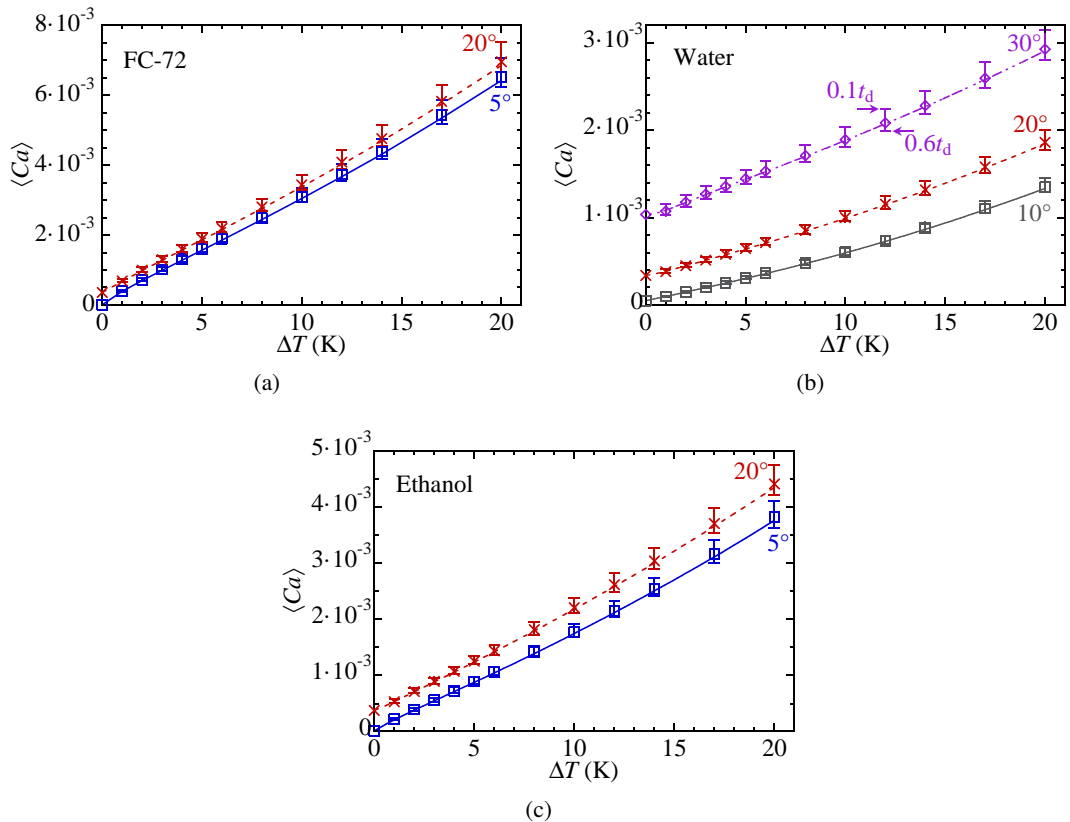 8·10⁻³
6·10⁻³
4·10⁻³
2·10⁻³
0
⟨Ca⟩
FC-72
20°
5°
0 5 10 15 20
ΔT (K)
(a)
3·10⁻³
2·10⁻³
1·10⁻³
0
⟨Ca⟩
Water
30°
0.1t_d
0.6t_d
20°
10°
0 5 10 15 20
ΔT (K)
(b)
5·10⁻³
4·10⁻³
3·10⁻³
2·10⁻³
1·10⁻³
0
⟨Ca⟩
Ethanol
20°
5°
0 5 10 15 20
ΔT (K)
(c)